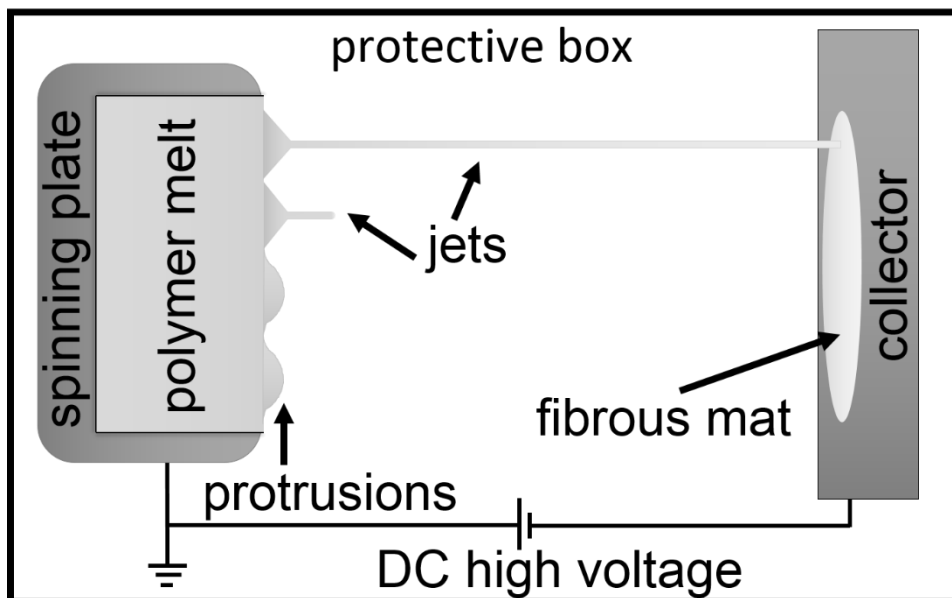 protective box
spinning plate
polymer melt
jets
collector
fibrous mat
protrusions
DC high voltage